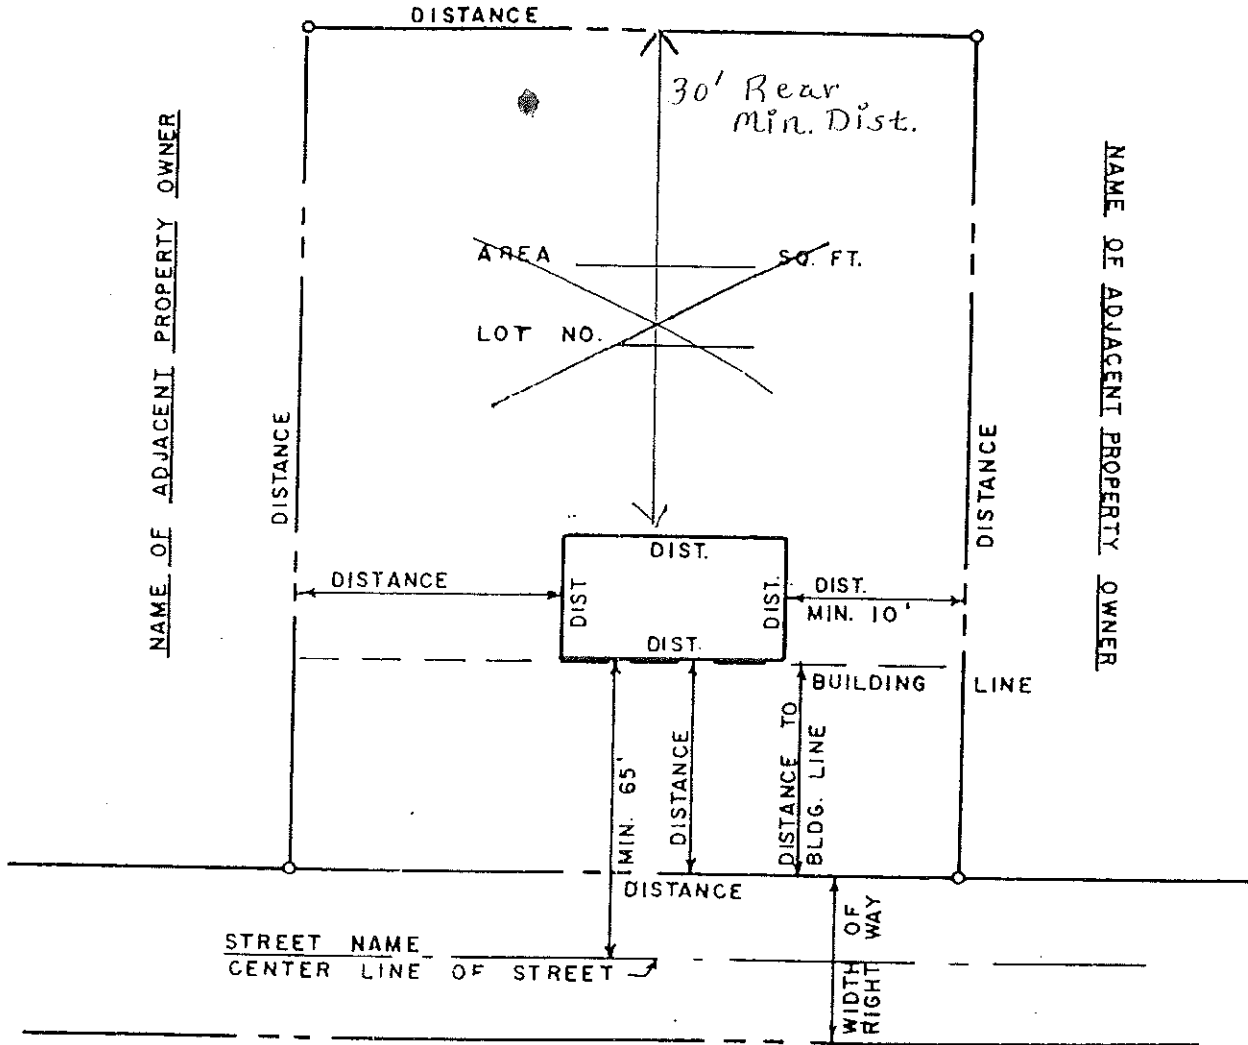 DISTANCE
30' Rear
Min. Dist.
NAME OF ADJACENT PROPERTY OWNER
NAME OF ADJACENT PROPERTY OWNER
AREA SQ. FT.
LOT NO.
DISTANCE
DISTANCE
DIST.
DISTANCE
DIST
DIST.
DIST.
MIN. 10'
DIST.
BUILDING LINE
MIN. 65'
DISTANCE
DISTANCE TO
BLDG. LINE
DISTANCE
STREET NAME
CENTER LINE OF STREET
WIDTH OF
RIGHT WAY